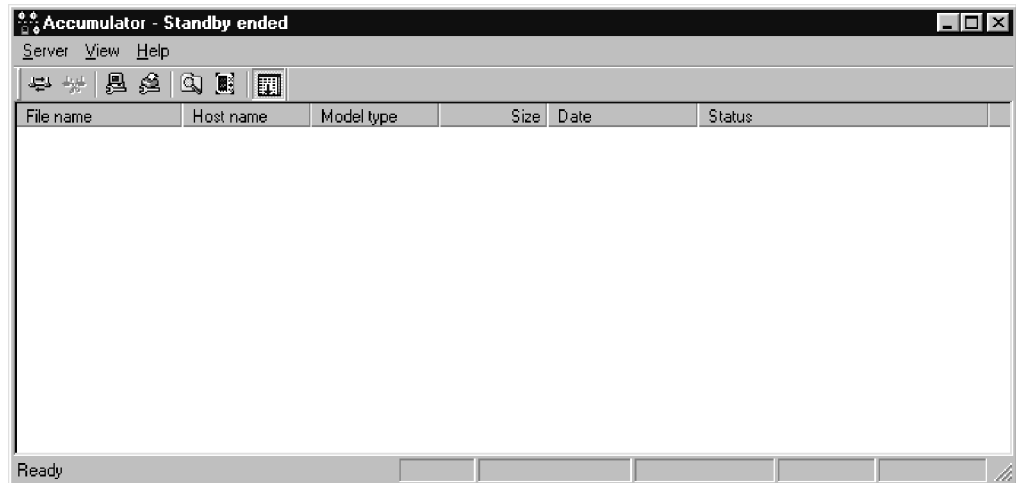 Accumulator - Standby ended
Server View Help
File name Host name Model type Size Date Status
Ready